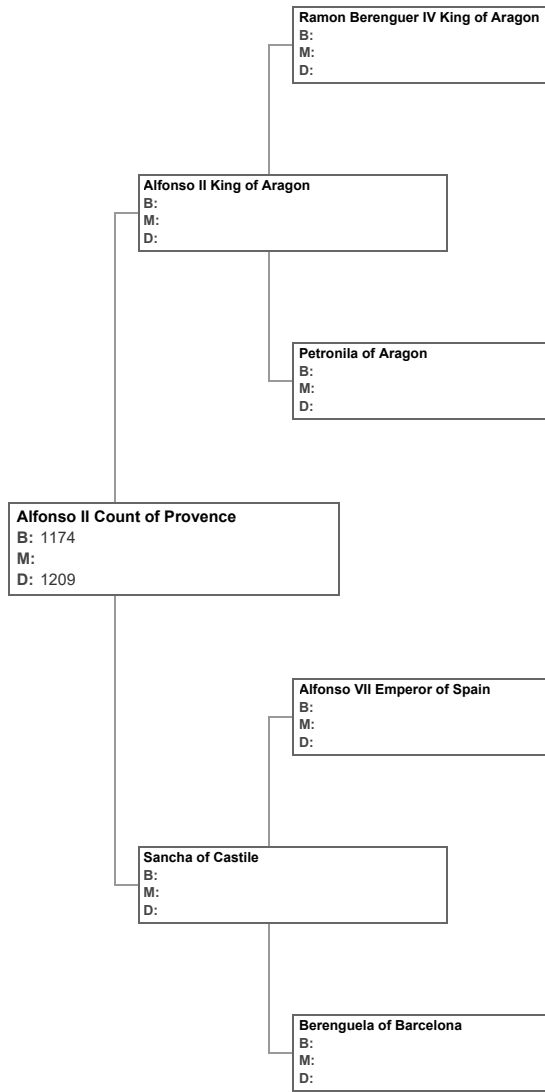 Ramon Berenguer IV King of Aragon
B:
M:
D:
Alfonso II King of Aragon
B:
M:
D:
Petronila of Aragon
B:
M:
D:
Alfonso II Count of Provence
B: 1174
M:
D: 1209
Alfonso VII Emperor of Spain
B:
M:
D:
Sancha of Castile
B:
M:
D:
Berenguela of Barcelona
B:
M:
D: